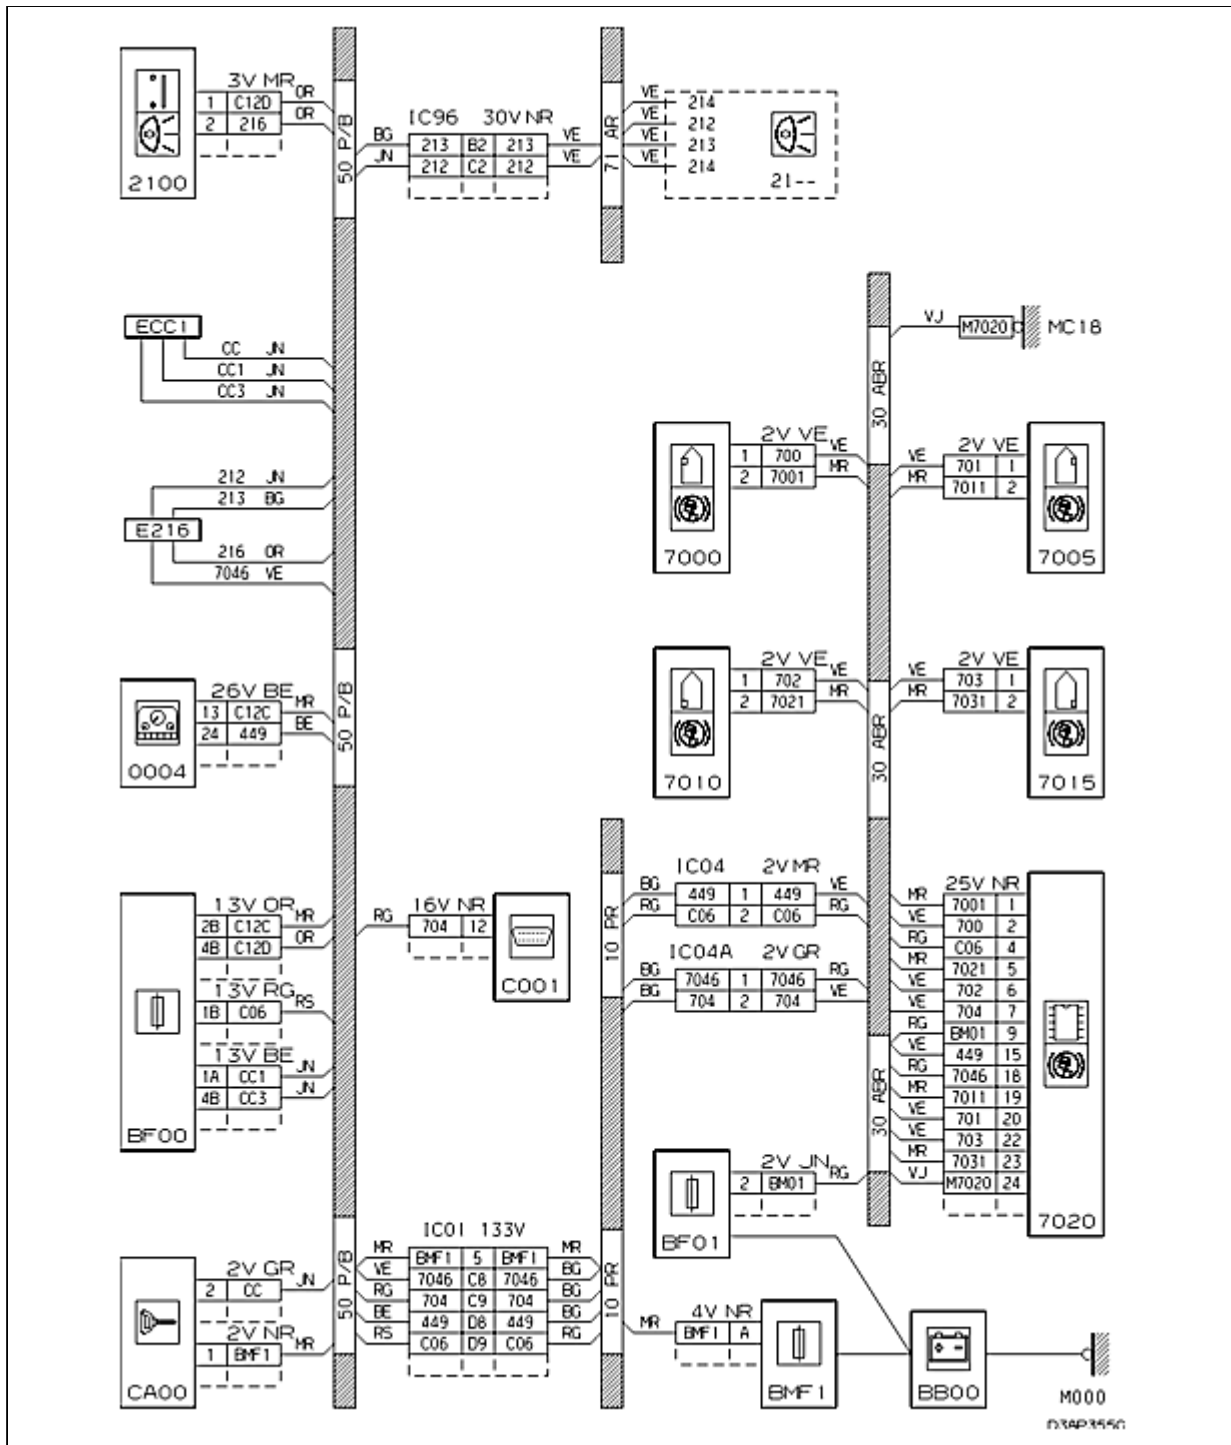 3V MR
1 C12D OR
2 216 OR
2100
50 P/B
IC96 30V NR
BG 213 B2 213 VE
JN 212 C2 212 VE
71 AR
VE 214
VE 212
VE 213
VE 214
21--
ECC1
CC JN
CC1 JN
CC3 JN
212 JN
213 BG
E216
216 OR
7046 VE
VJ M7020 MC18
30 ABR
2V VE
1 700 VE
2 7001 MR
7000
2V VE
VE 701 1
MR 7011 2
7005
26V BE
13 C12C MR
24 449 BE
0004
50 P/B
2V VE
1 702 VE
2 7021 MR
7010
30 ABR
2V VE
VE 703 1
MR 7031 2
7015
13V OR
2B C12C MR
4B C12D OR
13V RG
1B C06 RS
13V BE
1A CC1 JN
4B CC3 JN
BF00
16V NR
RG 704 12
C001
10 PR
IC04 2V MR
BG 449 1 449 VE
RG C06 2 C06 RG
IC04A 2V GR
BG 7046 1 7046 RG
BG 704 2 704 VE
25V NR
MR 7001 1
VE 700 2
RG C06 4
MR 7021 5
VE 702 6
VE 704 7
RG BM01 9
VE 449 15
RG 7046 18
MR 7011 19
VE 701 20
VE 703 22
MR 7031 23
VJ M7020 24
7020
30 ABR
2V JN
2 BM01 RG
BF01
2V GR
2 CC JN
2V NR
1 BMF1 MR
CA00
50 P/B
IC01 133V
MR BMF1 5 BMF1 MR
VE 7046 C8 7046 BG
RG 704 C9 704 BG
BE 449 D8 449 BG
RS C06 D9 C06 RG
10 PR
4V NR
MR BMF1 A
BMF1
BB00
M000
D3AP355G